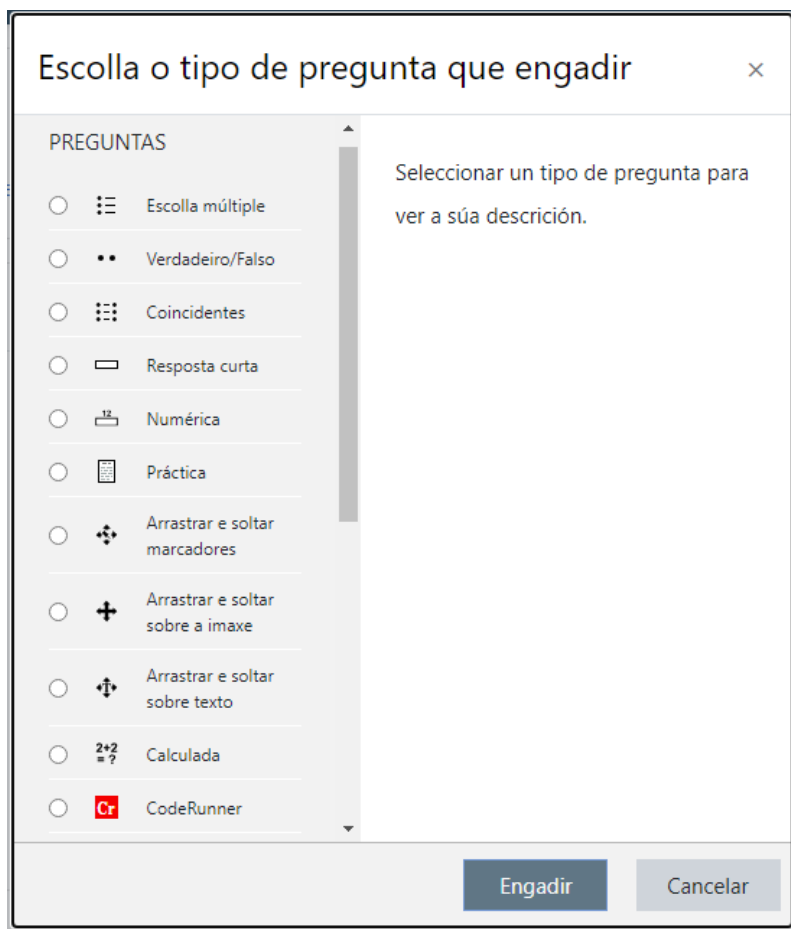 Escolla o tipo de pregunta que engadir
×
PREGUNTAS
Escolla múltiple
Verdadeiro/Falso
Coincidentes
Resposta curta
12
Numérica
Práctica
Arrastrar e soltar
marcadores
Arrastrar e soltar
sobre a imaxe
Arrastrar e soltar
sobre texto
2+2
= ?
Calculada
Cr
CodeRunner
Seleccionar un tipo de pregunta para
ver a súa descrición.
Engadir
Cancelar